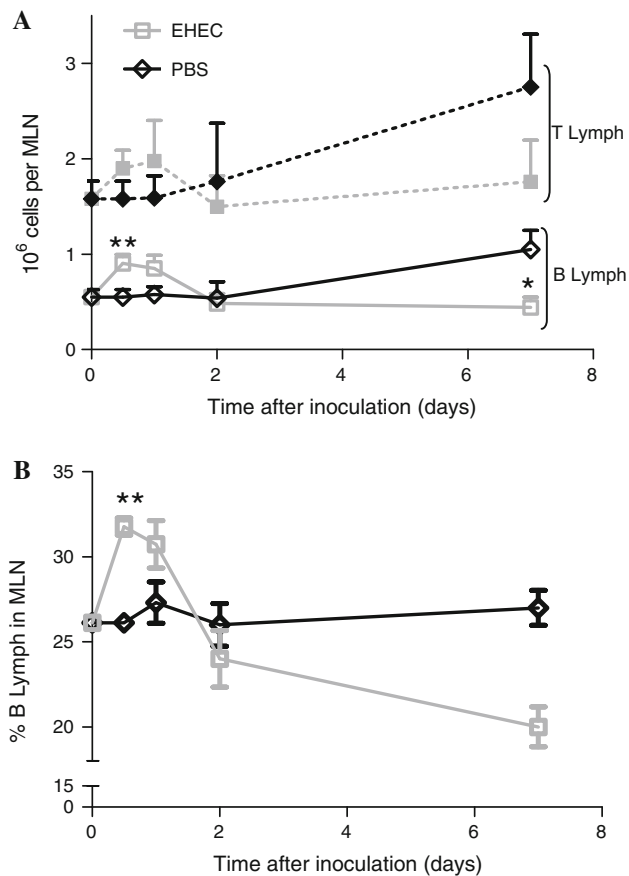 A
EHEC
PBS
10⁶ cells per MLN
3
2
1
0
T Lymph
B Lymph
**
*
0
2
4
6
8
Time after inoculation (days)
B
% B Lymph in MLN
35
30
25
20
15
0
**
0
2
4
6
8
Time after inoculation (days)